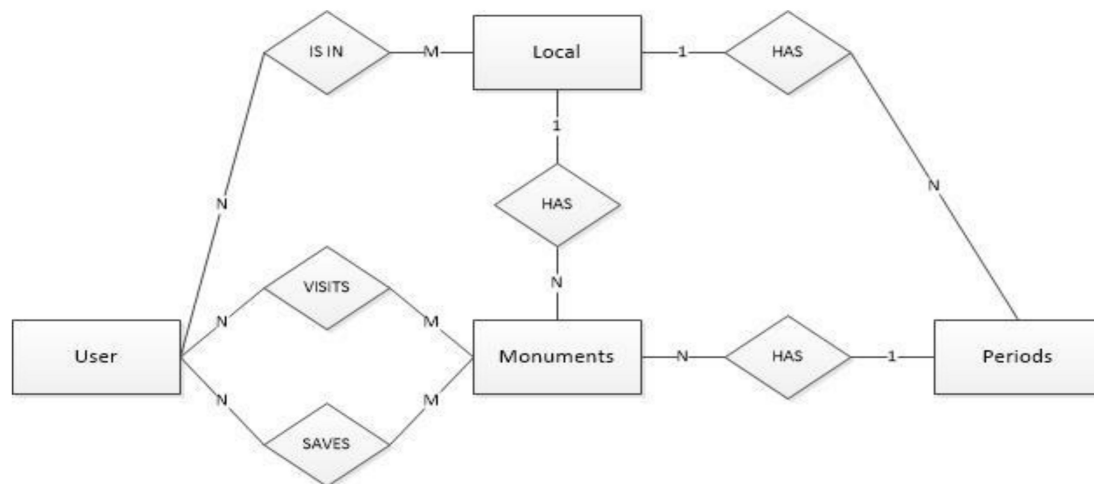 IS IN
M
Local
1
HAS
1
N
HAS
N
N
VISITS
N
M
User
Monuments
N
HAS
1
Periods
N
M
SAVES